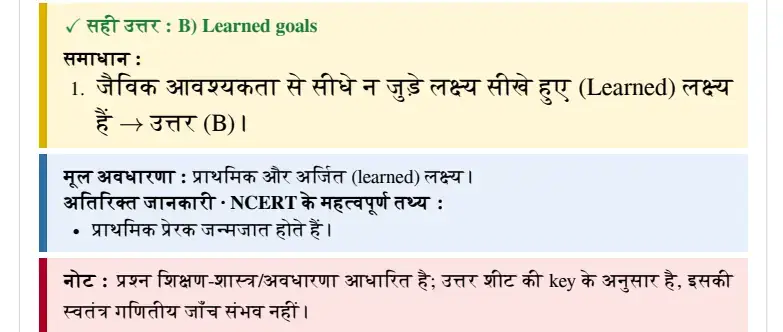 ✓ सही उत्तर : B) Learned goals
समाधान :
1. जैविक आवश्यकता से सीधे न जुड़े लक्ष्य सीखे हुए (Learned) लक्ष्य
हैं → उत्तर (B)।
मूल अवधारणा : प्राथमिक और अर्जित (learned) लक्ष्य।
अतिरिक्त जानकारी · NCERT के महत्वपूर्ण तथ्य :
• प्राथमिक प्रेरक जन्मजात होते हैं।
नोट : प्रश्न शिक्षण-शास्त्र/अवधारणा आधारित है; उत्तर शीट की key के अनुसार है, इसकी
स्वतंत्र गणितीय जाँच संभव नहीं।